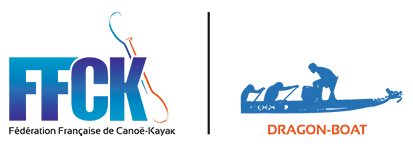 FFCK
Fédération Française de Canoë-Kayak
DRAGON-BOAT